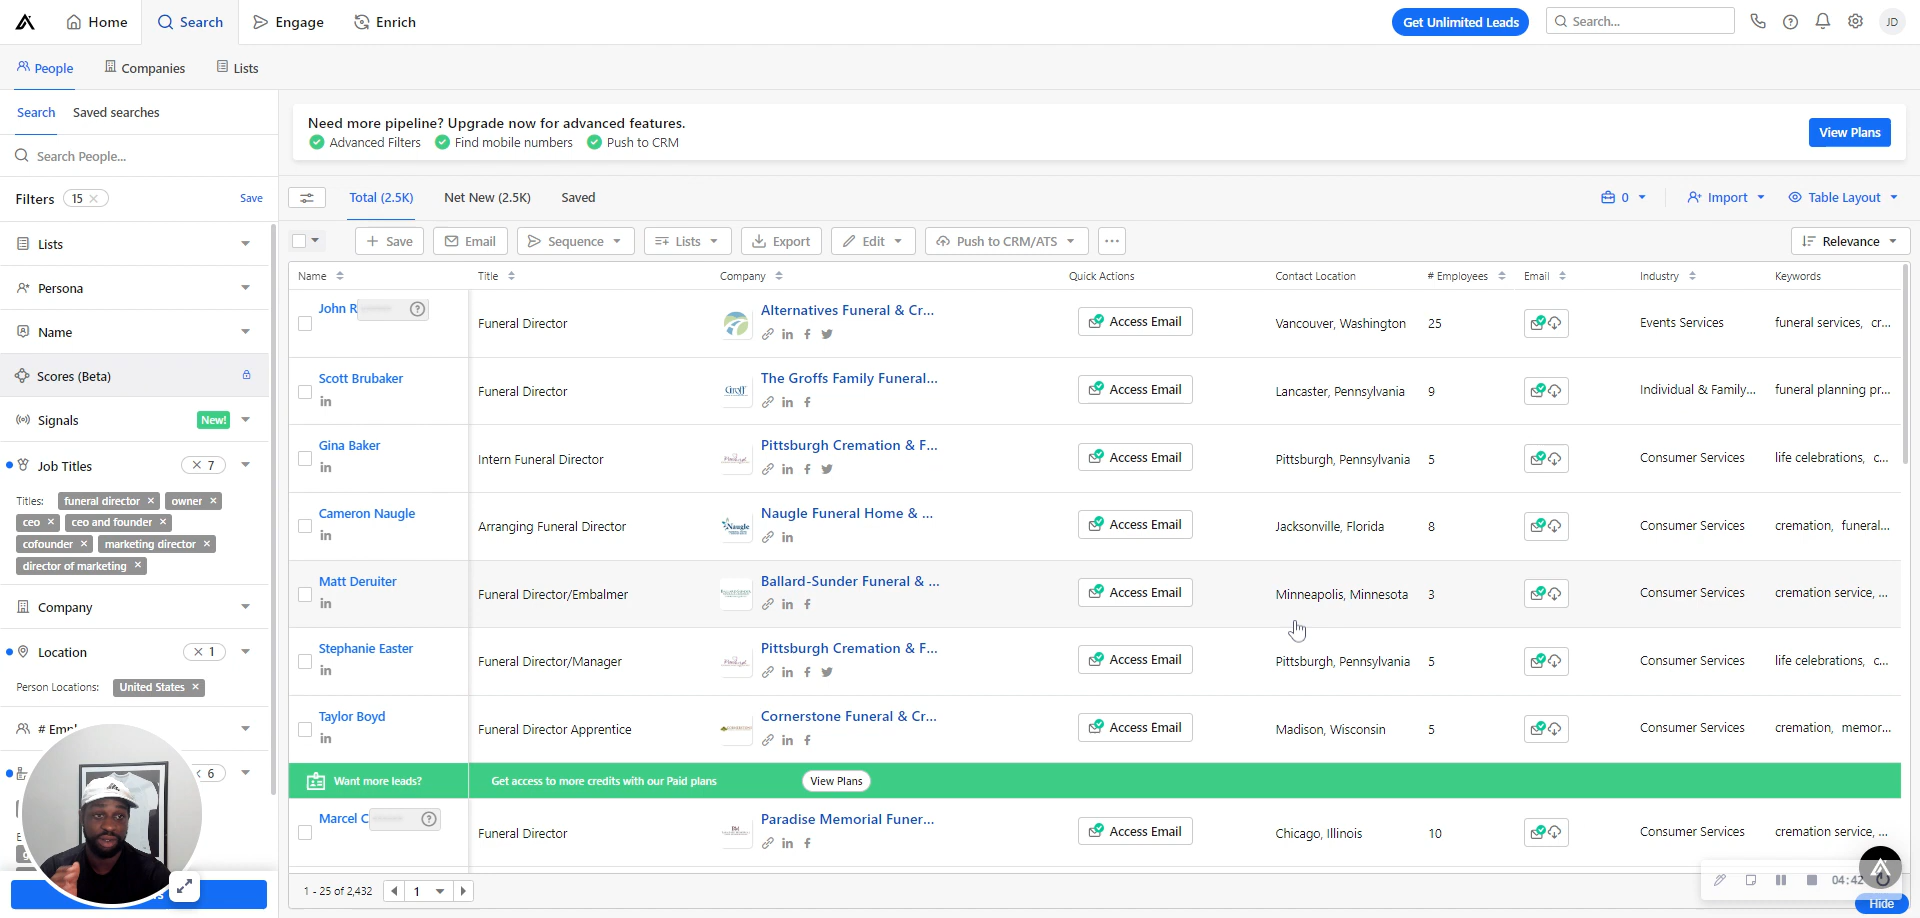 Home
Search
Engage
Enrich
Get Unlimited Leads
Search...
JD
People
Companies
Lists
Search
Saved searches
Search People...
Filters
15
Save
Lists
Persona
Name
Scores (Beta)
Signals
New!
Job Titles
7
Titles:
funeral director
owner
ceo
ceo and founder
cofounder
marketing director
director of marketing
Company
Location
1
Person Locations:
United States
#
6
Need more pipeline? Upgrade now for advanced features.
Advanced Filters
Find mobile numbers
Push to CRM
View Plans
Total (2.5K)
Net New (2.5K)
Saved
0
Import
Table Layout
Save
Email
Sequence
Lists
Export
Edit
Push to CRM/ATS
Relevance
Name
Title
Company
Quick Actions
Contact Location
# Employees
Email
Industry
Keywords
John R
Funeral Director
Alternatives Funeral & Cr...
Access Email
Vancouver, Washington
25
Events Services
funeral services, cr...
Scott Brubaker
Funeral Director
Groff
The Groffs Family Funeral...
Access Email
Lancaster, Pennsylvania
9
Individual & Family...
funeral planning pr...
Gina Baker
Intern Funeral Director
Pittsburgh Cremation & F...
Access Email
Pittsburgh, Pennsylvania
5
Consumer Services
life celebrations, c...
Cameron Naugle
Arranging Funeral Director
Naugle
Naugle Funeral Home & ...
Access Email
Jacksonville, Florida
8
Consumer Services
cremation, funeral...
Matt Deruiter
Funeral Director/Embalmer
Ballard-Sunder Funeral & ...
Access Email
Minneapolis, Minnesota
3
Consumer Services
cremation service, ...
Stephanie Easter
Funeral Director/Manager
Pittsburgh Cremation & F...
Access Email
Pittsburgh, Pennsylvania
5
Consumer Services
life celebrations, c...
Taylor Boyd
Funeral Director Apprentice
Cornerstone Funeral & Cr...
Access Email
Madison, Wisconsin
5
Consumer Services
cremation, memor...
Want more leads?
Get access to more credits with our Paid plans
View Plans
Marcel C
Funeral Director
Paradise Memorial Funer...
Access Email
Chicago, Illinois
10
Consumer Services
cremation service, ...
1 - 25 of 2,432
1
04:42
Hide